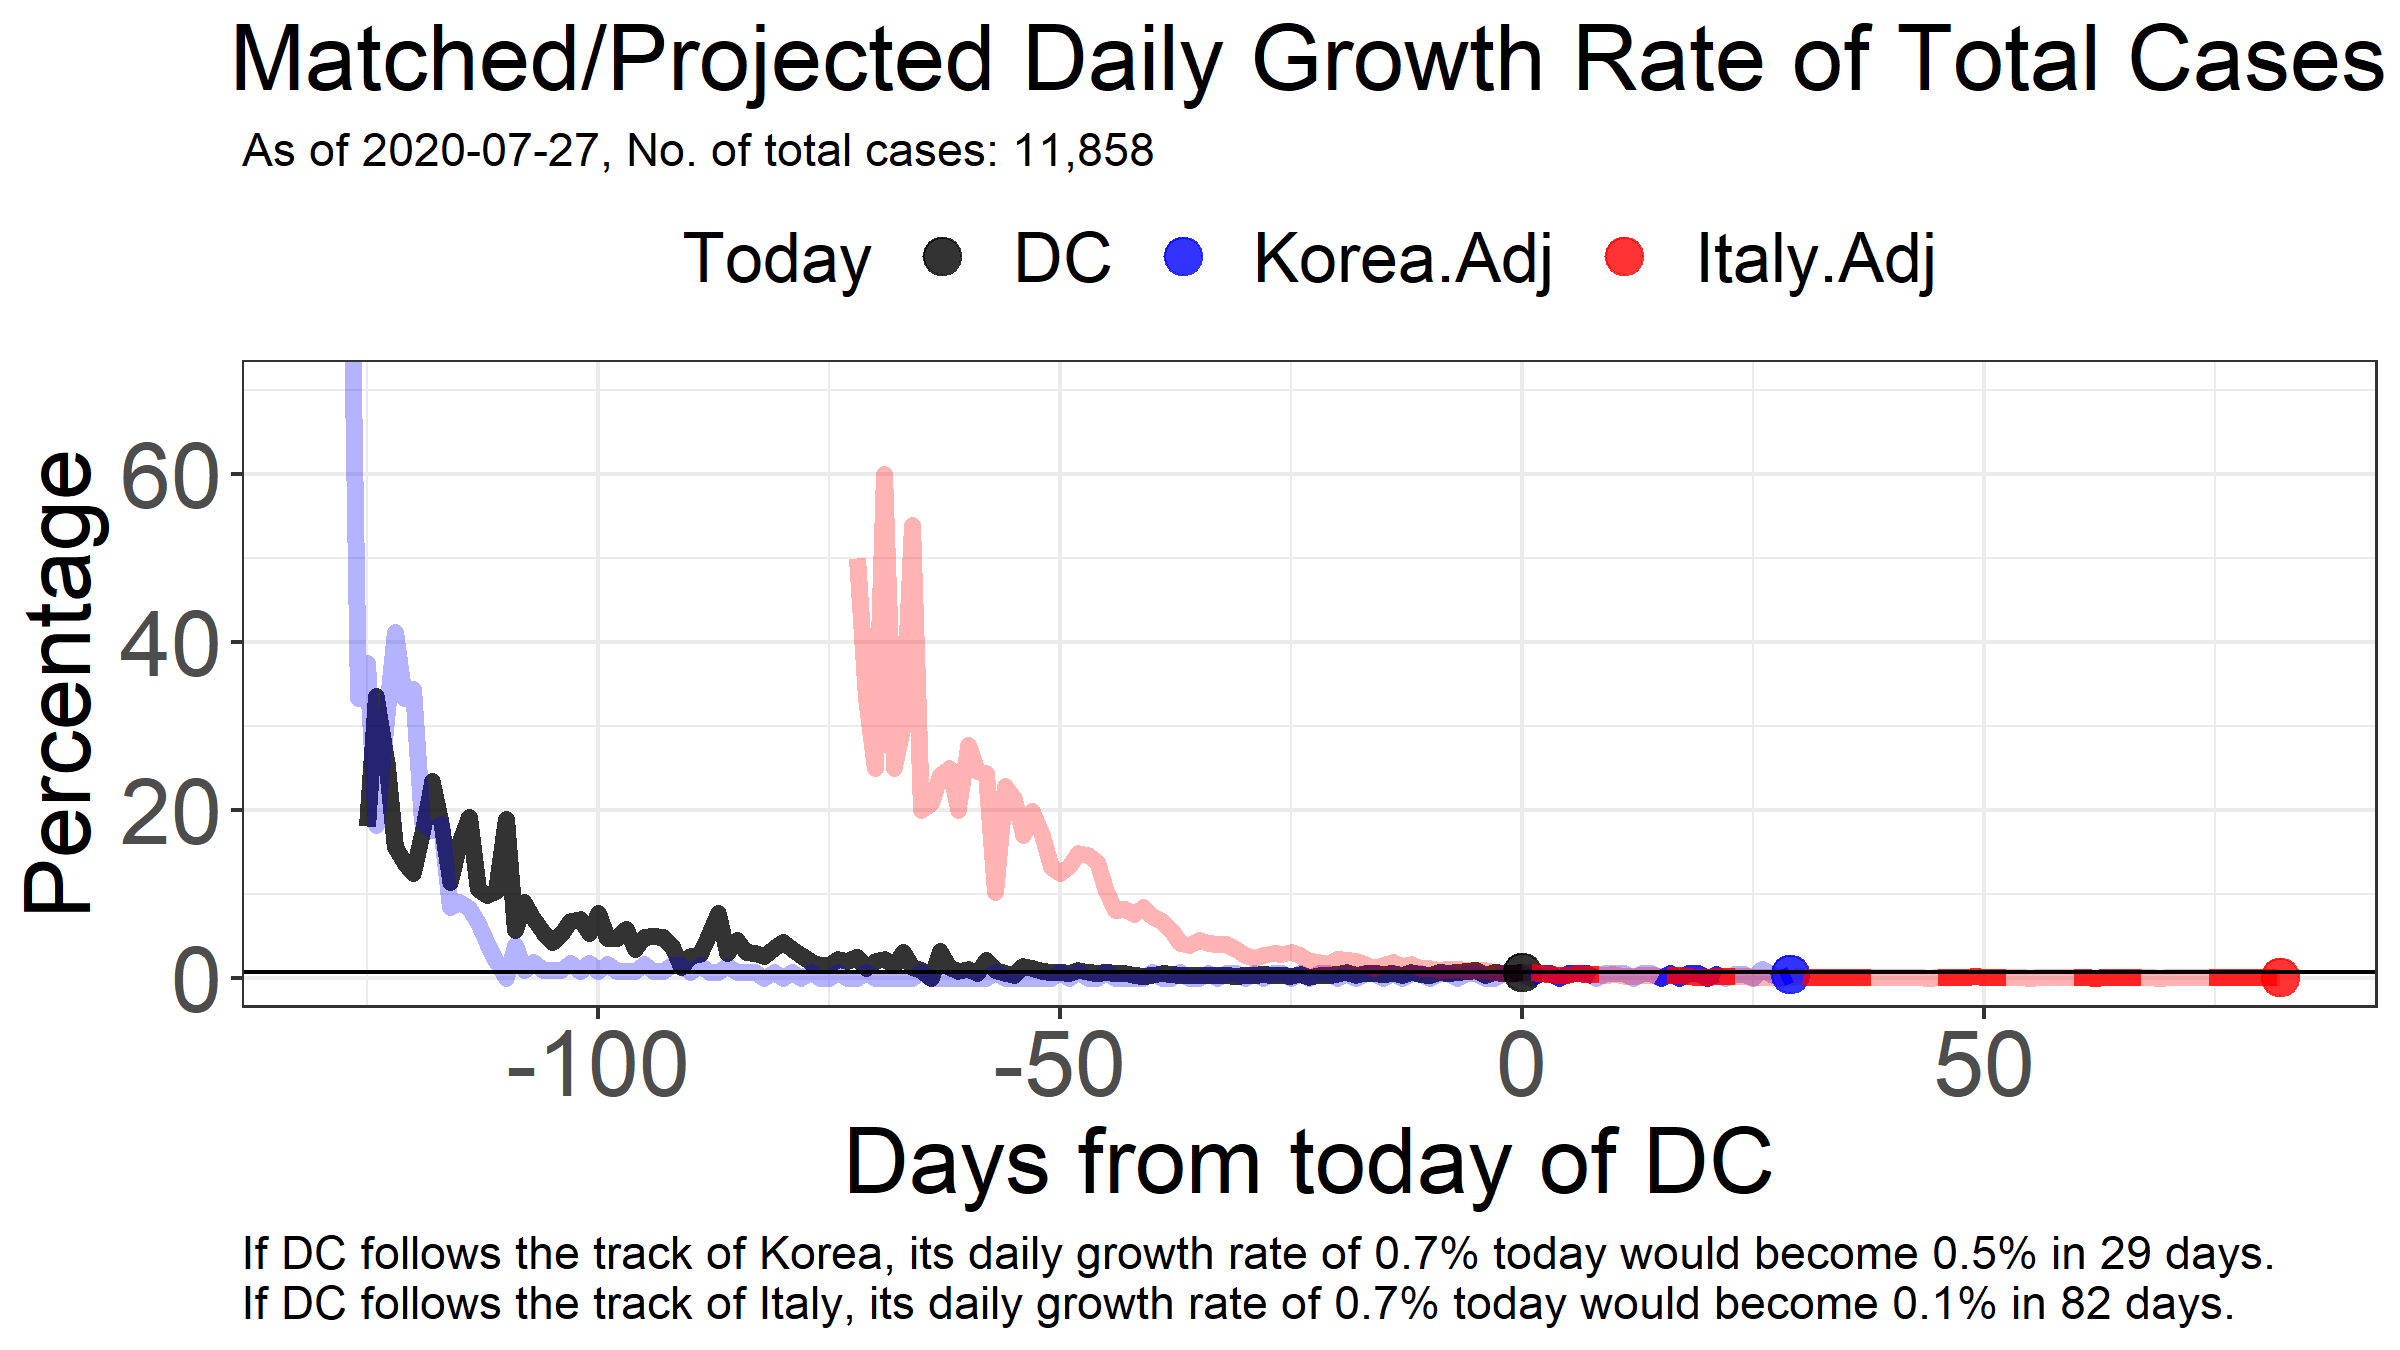 Matched/Projected Daily Growth Rate of Total Cases
As of 2020-07-27, No. of total cases: 11,858
Today DC Korea.Adj Italy.Adj
Percentage
60
40
20
0
-100 -50 0 50
Days from today of DC
If DC follows the track of Korea, its daily growth rate of 0.7% today would become 0.5% in 29 days.
If DC follows the track of Italy, its daily growth rate of 0.7% today would become 0.1% in 82 days.